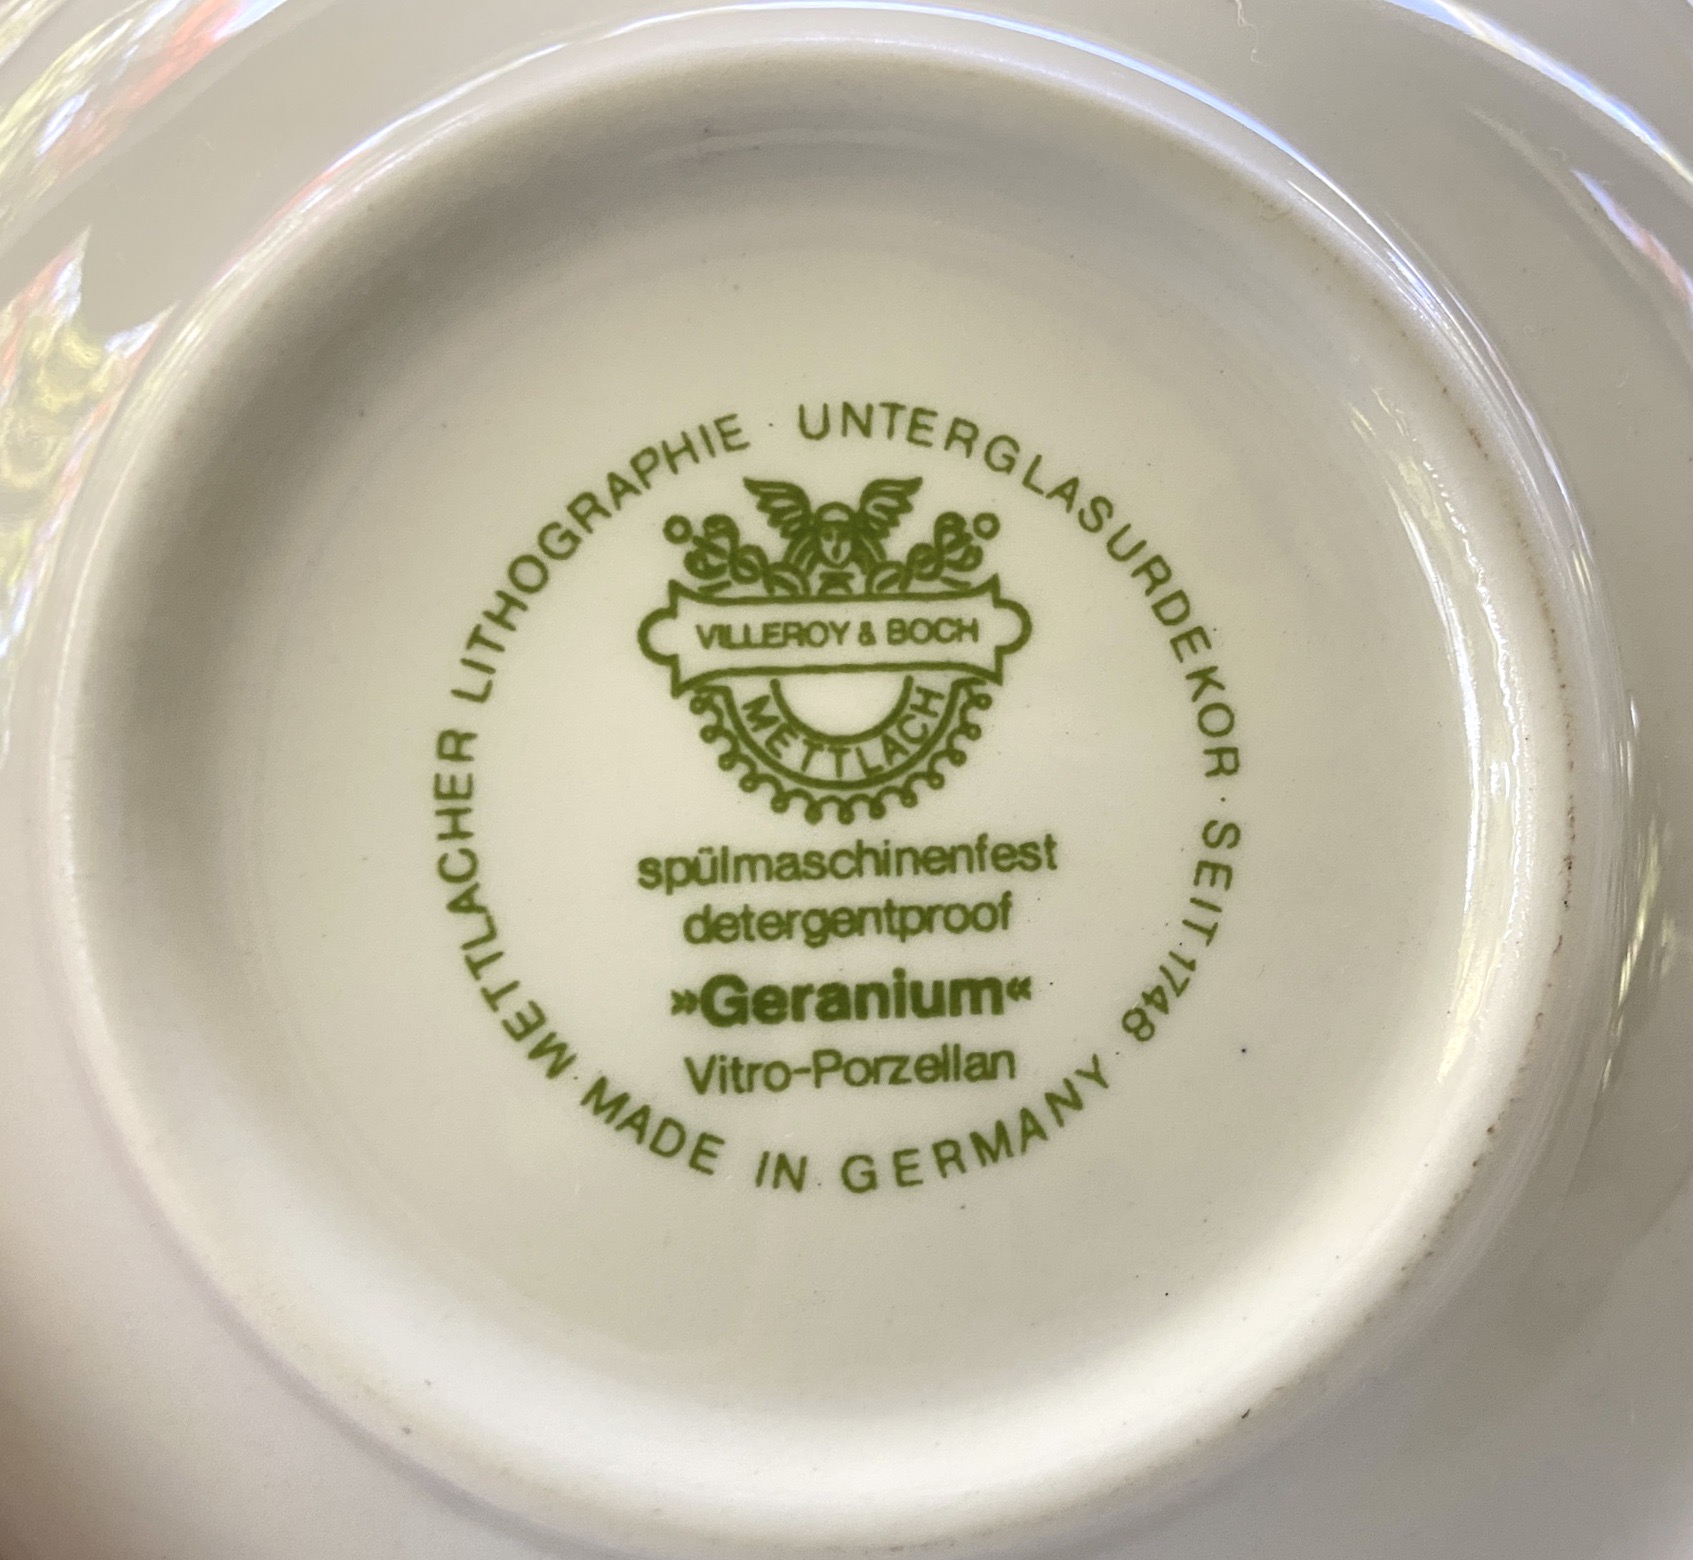 METTLACHER LITHOGRAPHIE · UNTERGLASURDEKOR · SEIT 1748
VILLEROY & BOCH
METTLACH
spülmaschinenfest
detergentproof
»Geranium«
Vitro-Porzellan
MADE IN GERMANY